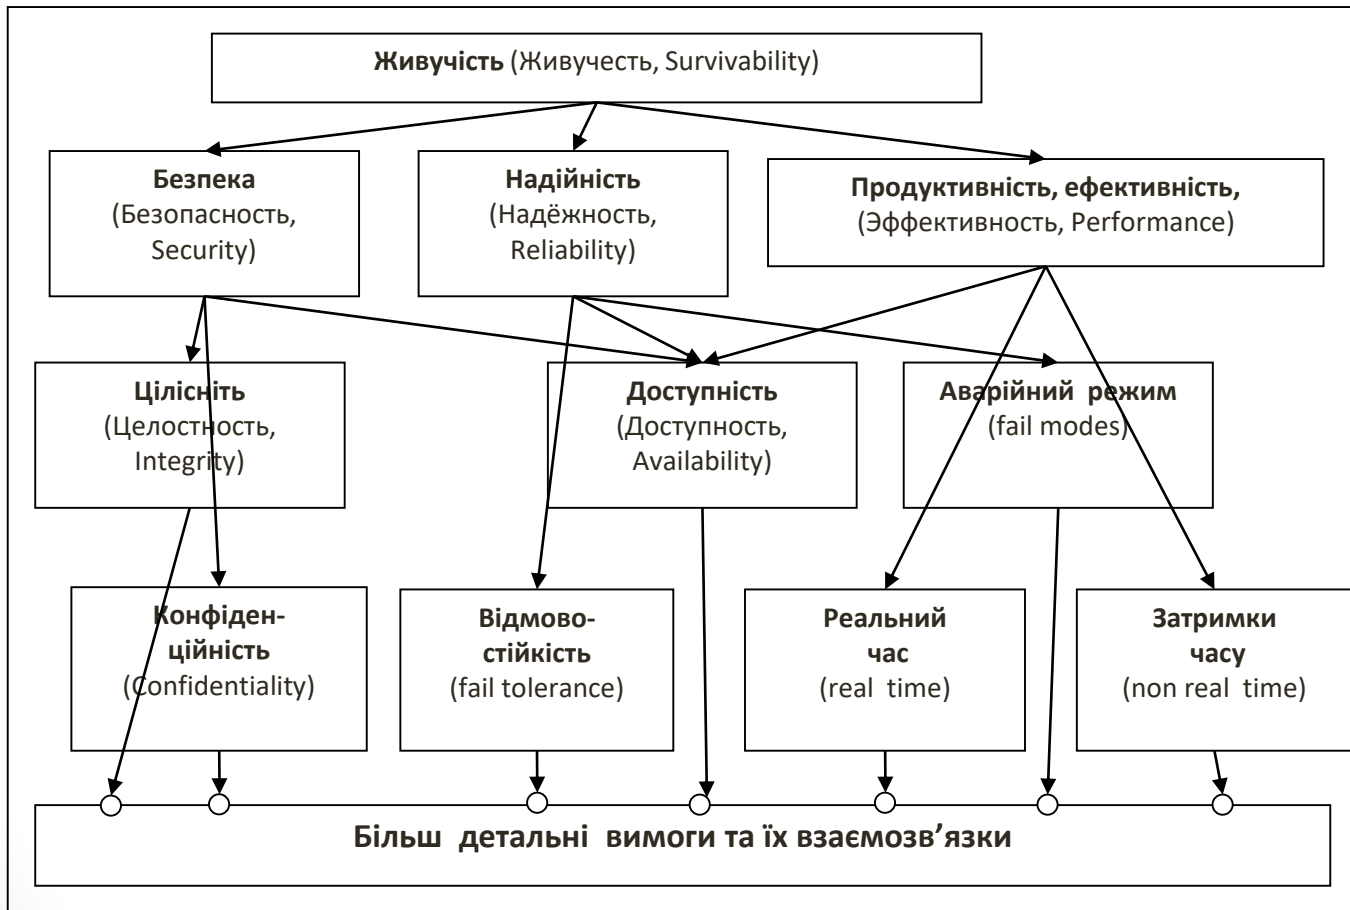 Живучість (Живучесть, Survivability)
Безпека
(Безопасность,
Security)
Надійність
(Надёжность,
Reliability)
Продуктивність, ефективність,
(Эффективность, Performance)
Ціліcніть
(Целостность,
Integrity)
Доступність
(Доступность,
Availability)
Аварійний режим
(fail modes)
Конфіден-
ційність
(Confidentiality)
Відмово-
стійкість
(fail tolerance)
Реальний
час
(real time)
Затримки
часу
(non real time)
Більш детальні вимоги та їх взаємозв’язки